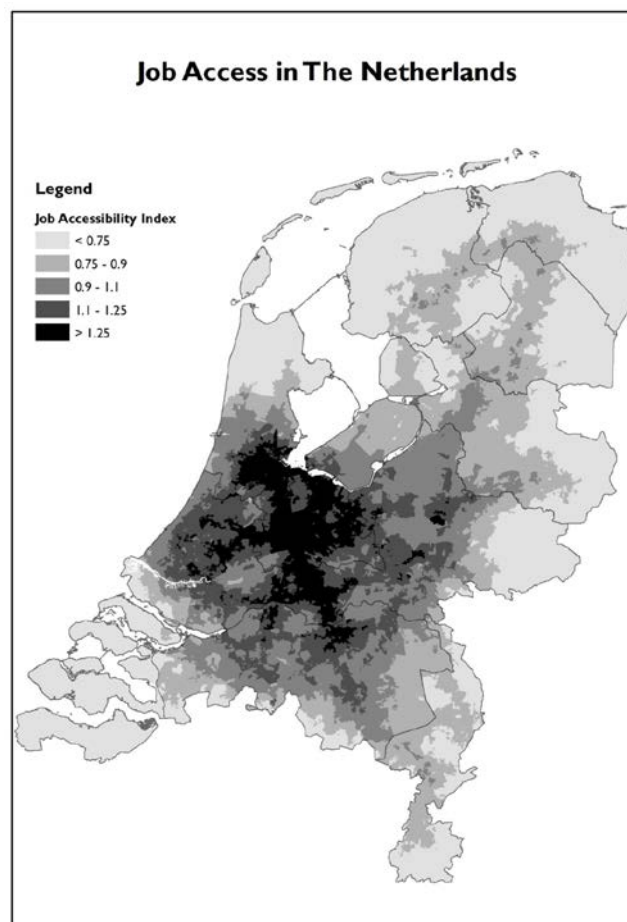 Job Access in The Netherlands
Legend
Job Accessibility Index
< 0.75
0.75 - 0.9
0.9 - 1.1
1.1 - 1.25
> 1.25